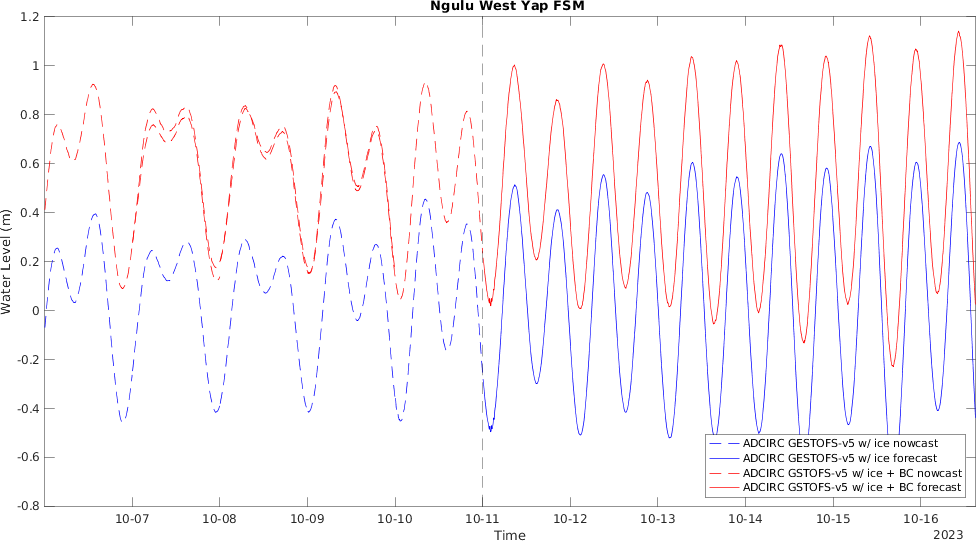 Ngulu West Yap FSM
1.2
1
0.8
0.6
0.4
0.2
0
-0.2
-0.4
-0.6
-0.8
Water Level (m)
ADCIRC GESTOFS-v5 w/ ice nowcast
ADCIRC GESTOFS-v5 w/ ice forecast
ADCIRC GSTOFS-v5 w/ ice + BC nowcast
ADCIRC GSTOFS-v5 w/ ice + BC forecast
10-07 10-08 10-09 10-10 10-11 10-12 10-13 10-14 10-15 10-16
Time
2023